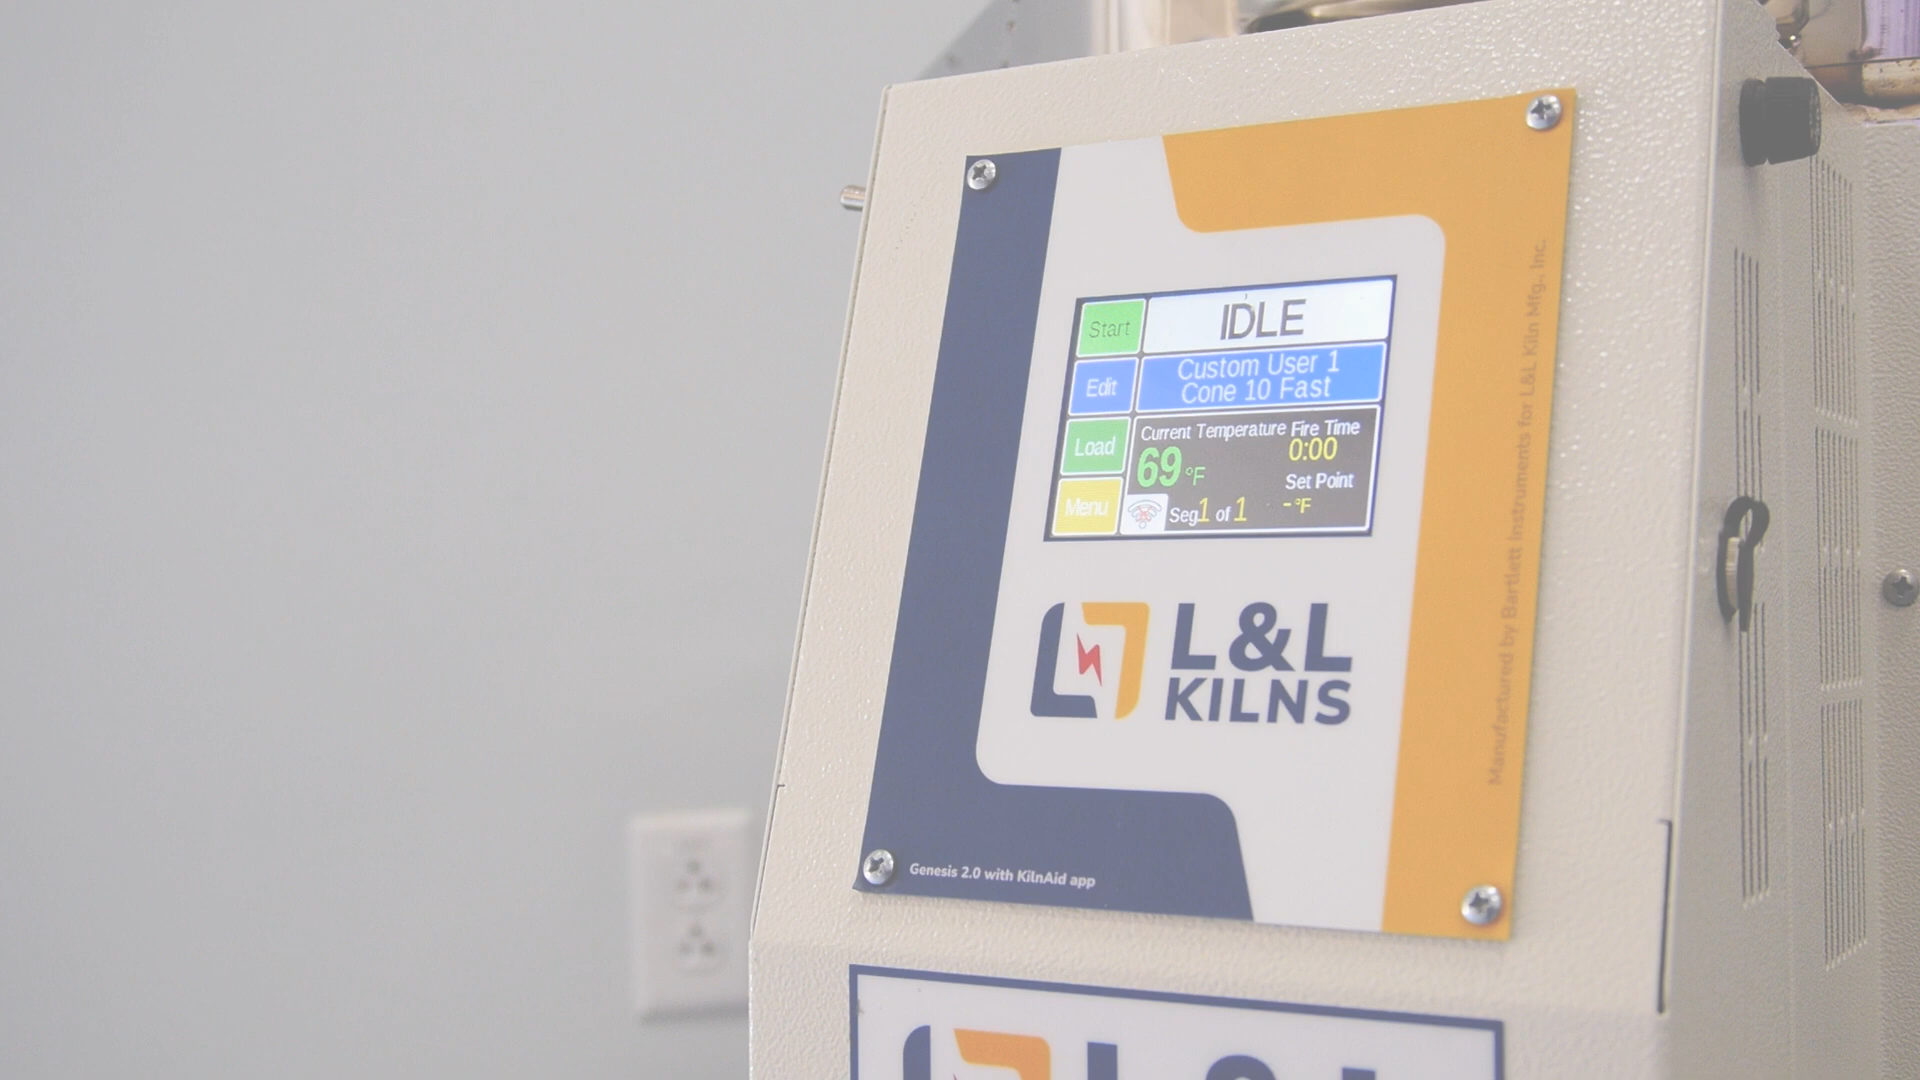 Start
IDLE
Edit
Custom User 1
Cone 10 Fast
Load
Current Temperature
Fire Time
69 °F
0:00
Set Point
- °F
Menu
Seg 1 of 1
L&L
KILNS
Manufactured by Bartlett Instruments for L&L Kiln Mfg., Inc.
Genesis 2.0 with KilnAid app
L&L